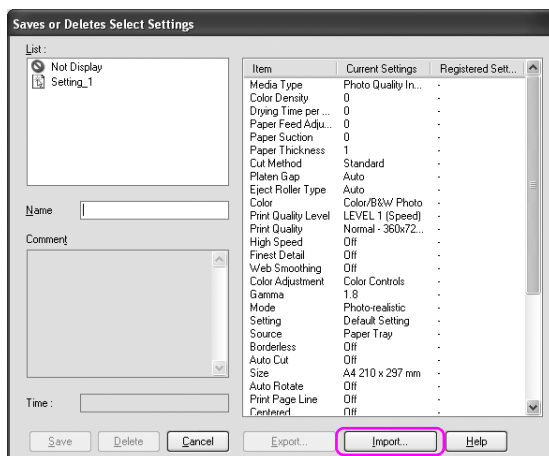 Saves or Deletes Select Settings
List :
Not Display
Setting_1
Name
Comment
Time :
Item Current Settings Registered Sett...
Media Type Photo Quality In... -
Color Density 0 -
Drying Time per ... 0 -
Paper Feed Adju... 0 -
Paper Suction 0 -
Paper Thickness 1 -
Cut Method Standard -
Platen Gap Auto -
Eject Roller Type Auto -
Color Color/B&W Photo -
Print Quality Level LEVEL 1 (Speed) -
Print Quality Normal - 360x72... -
High Speed Off -
Finest Detail Off -
Web Smoothing Off -
Color Adjustment Color Controls -
Gamma 1.8 -
Mode Photo-realistic -
Setting Default Setting -
Source Paper Tray -
Borderless Off -
Auto Cut Off -
Size A4 210 x 297 mm -
Auto Rotate Off -
Print Page Line Off -
Centered Off -
Save Delete Cancel Export... Import... Help